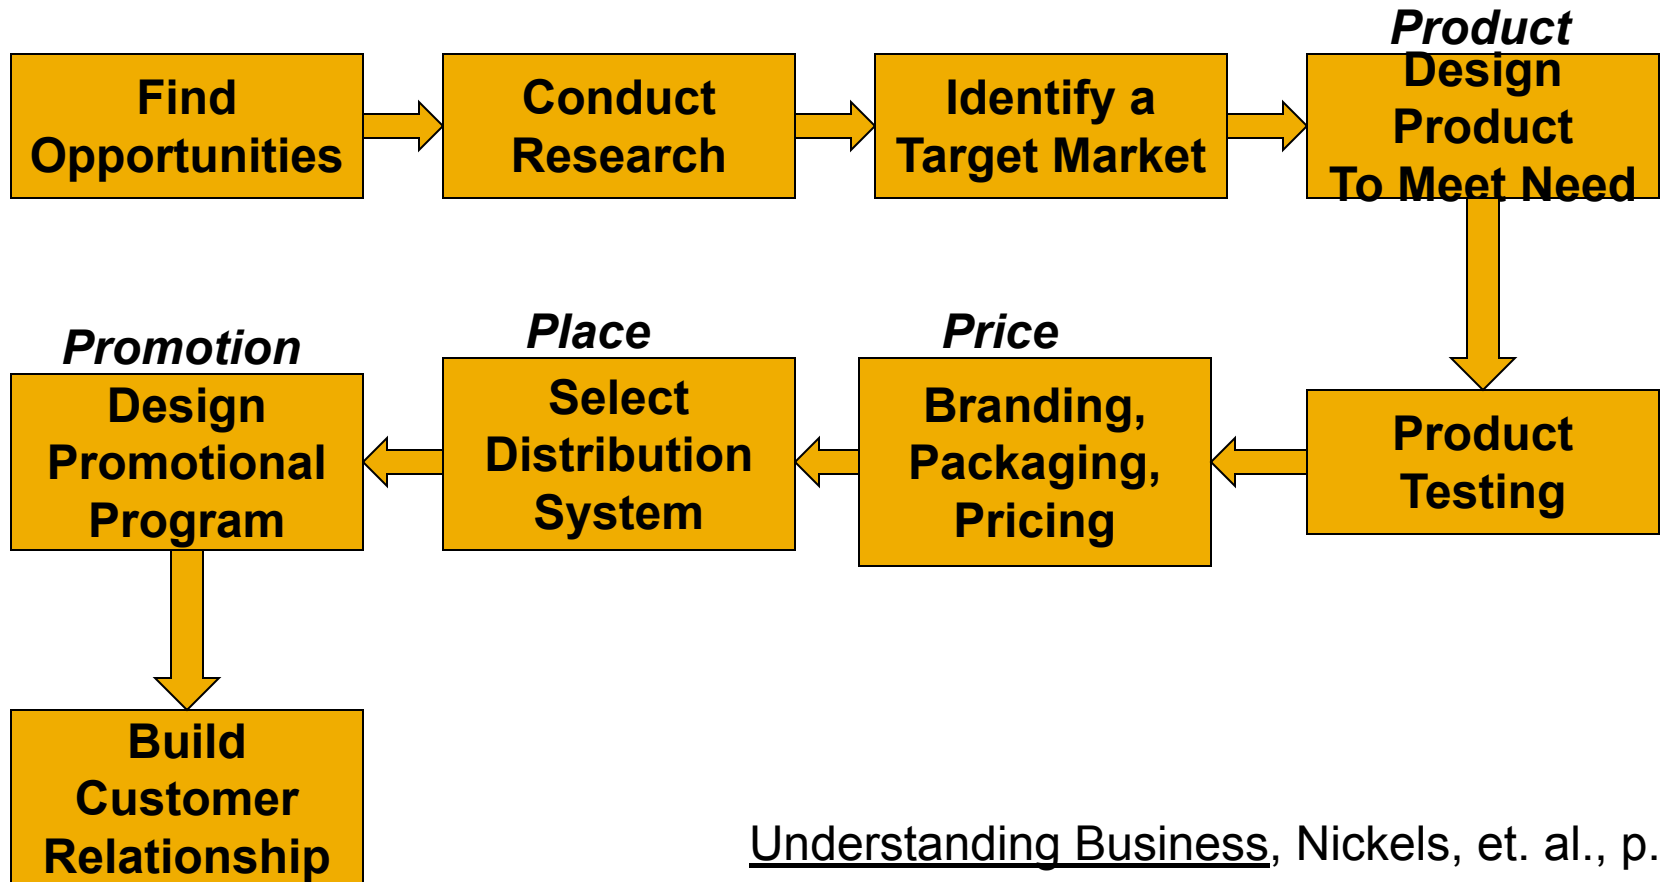 Find
Opportunities
Conduct
Research
Identify a
Target Market
Product
Design
Product
To Meet Need
Product
Testing
Price
Branding,
Packaging,
Pricing
Place
Select
Distribution
System
Promotion
Design
Promotional
Program
Build
Customer
Relationship
Understanding Business, Nickels, et. al., p.